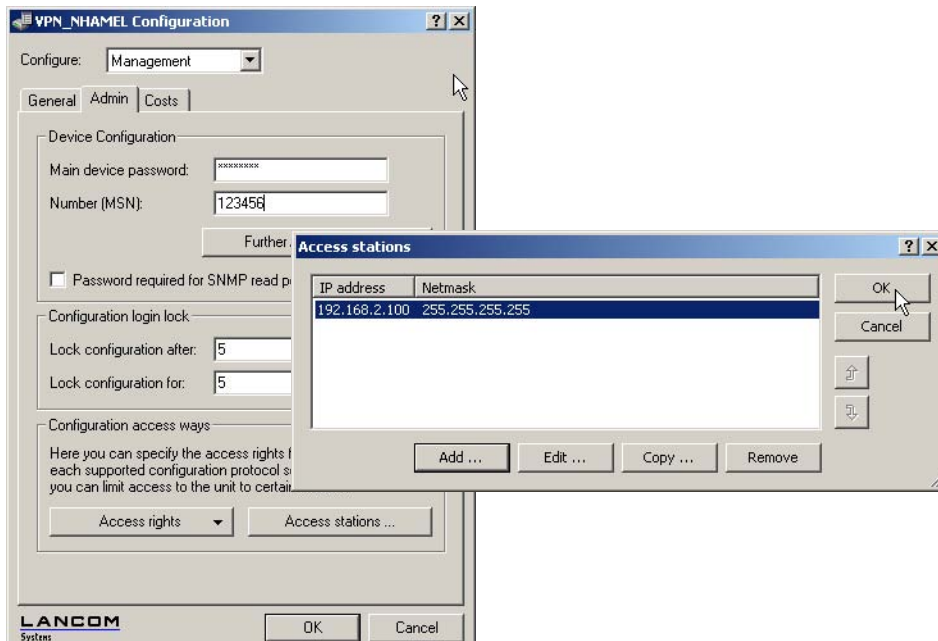 VPN_NHAMEL Configuration
Configure: Management
General Admin Costs
Device Configuration
Main device password: ********
Number (MSN): 123456
Further
Password required for SNMP read
Configuration login lock
Lock configuration after: 5
Lock configuration for: 5
Configuration access ways
Here you can specify the access rights
each supported configuration protocol
you can limit access to the unit to certain
Access rights Access stations ...
LANCOM
Systems
OK Cancel
Access stations
IP address Netmask
192.168.2.100 255.255.255.255
OK
Cancel
Add ... Edit ... Copy ... Remove